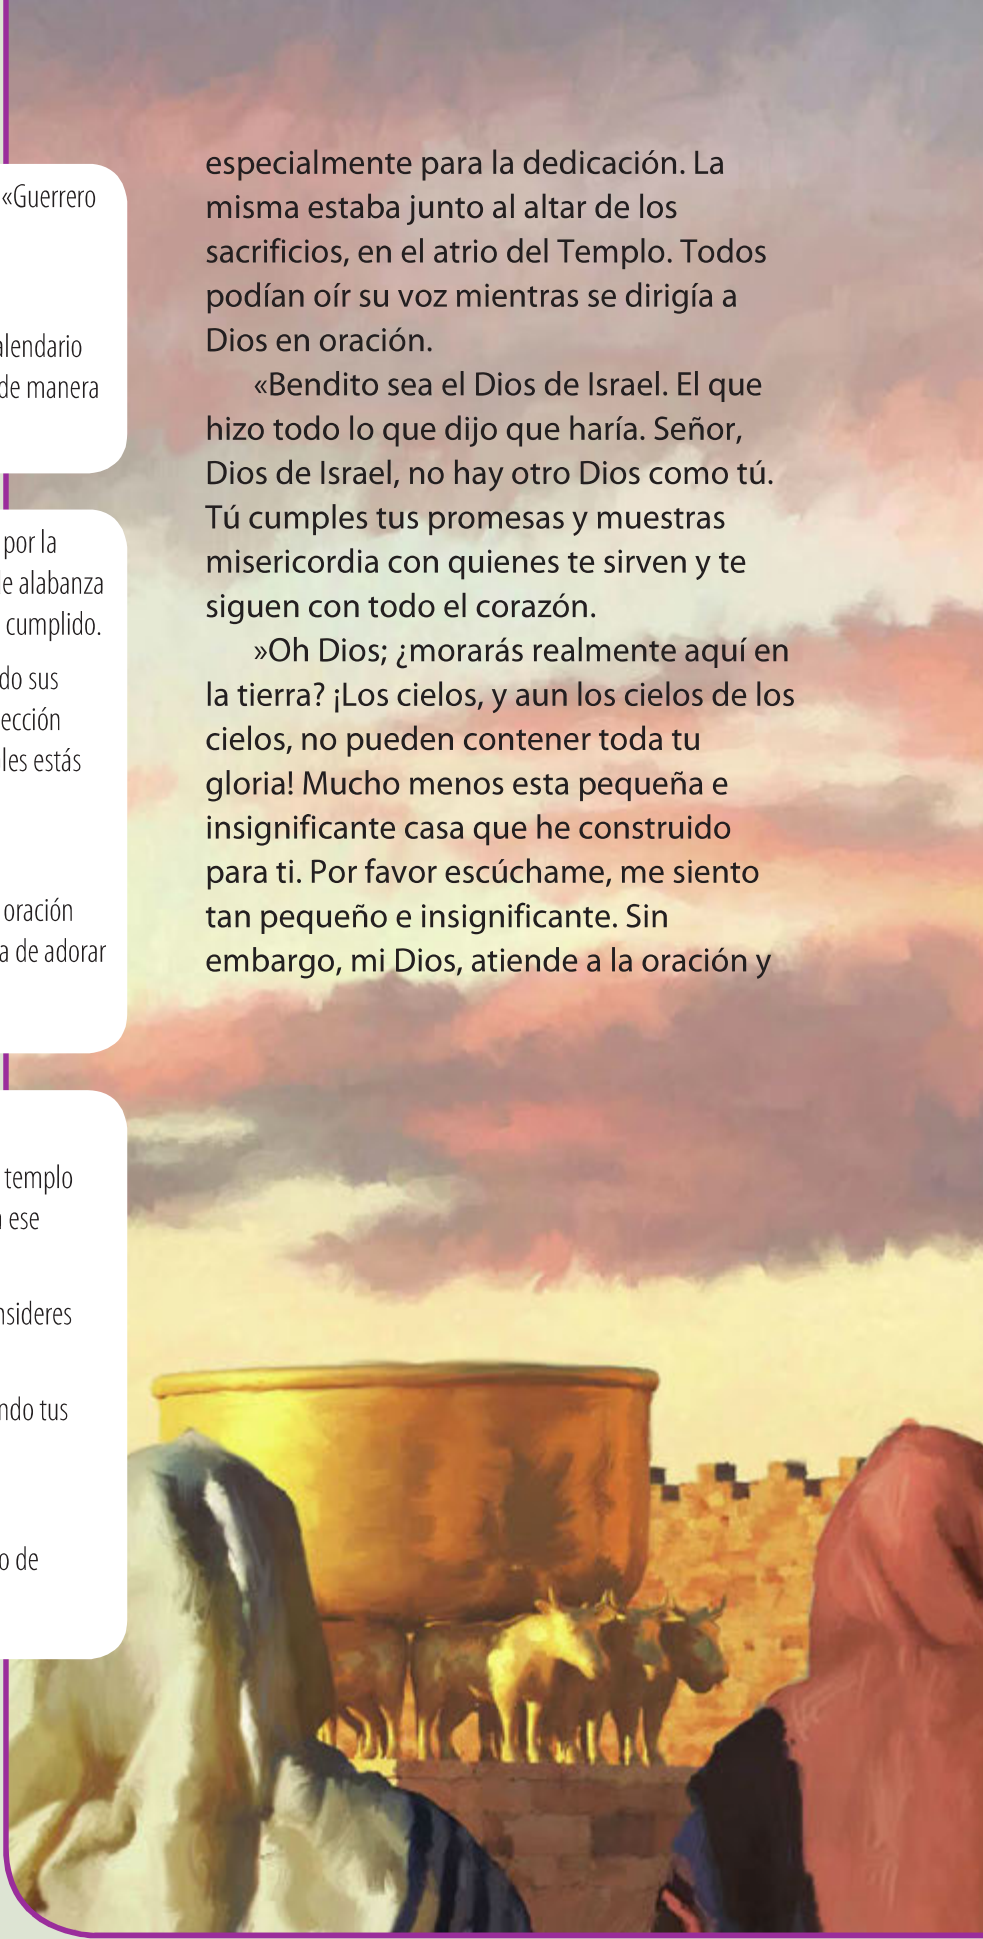 «Guerrero
alendario
de manera
por la
de alabanza
cumplido.
do sus
ección
les estás
oración
a de adorar
templo
ese
nsideres
ndo tus
o de
especialmente para la dedicación. La
misma estaba junto al altar de los
sacrificios, en el atrio del Templo. Todos
podían oír su voz mientras se dirigía a
Dios en oración.
«Bendito sea el Dios de Israel. El que
hizo todo lo que dijo que haría. Señor,
Dios de Israel, no hay otro Dios como tú.
Tú cumples tus promesas y muestras
misericordia con quienes te sirven y te
siguen con todo el corazón.
»Oh Dios; ¿morarás realmente aquí en
la tierra? ¡Los cielos, y aun los cielos de los
cielos, no pueden contener toda tu
gloria! Mucho menos esta pequeña e
insignificante casa que he construido
para ti. Por favor escúchame, me siento
tan pequeño e insignificante. Sin
embargo, mi Dios, atiende a la oración y